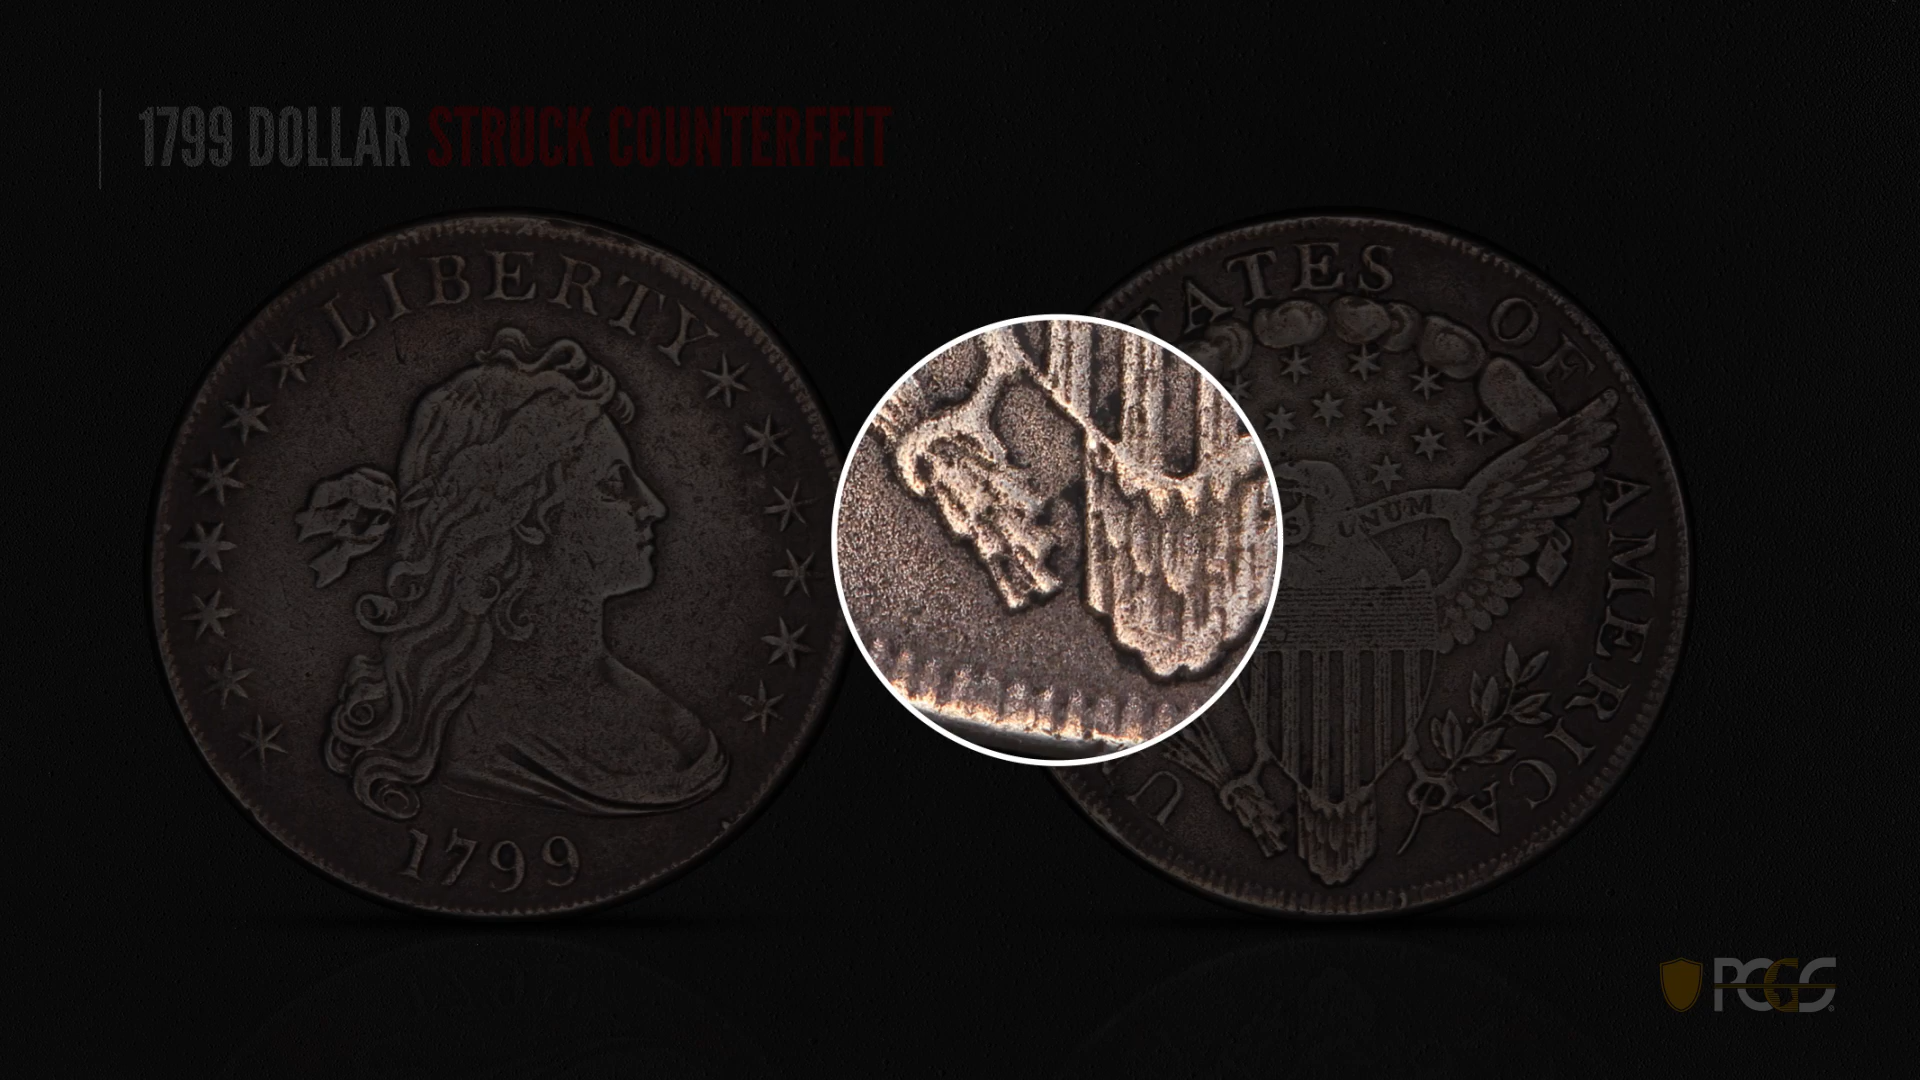 1799 DOLLAR STRUCK COUNTERFEIT
LIBERTY
1799
TATES OF AMERICA
S UNUM
U
PCGS